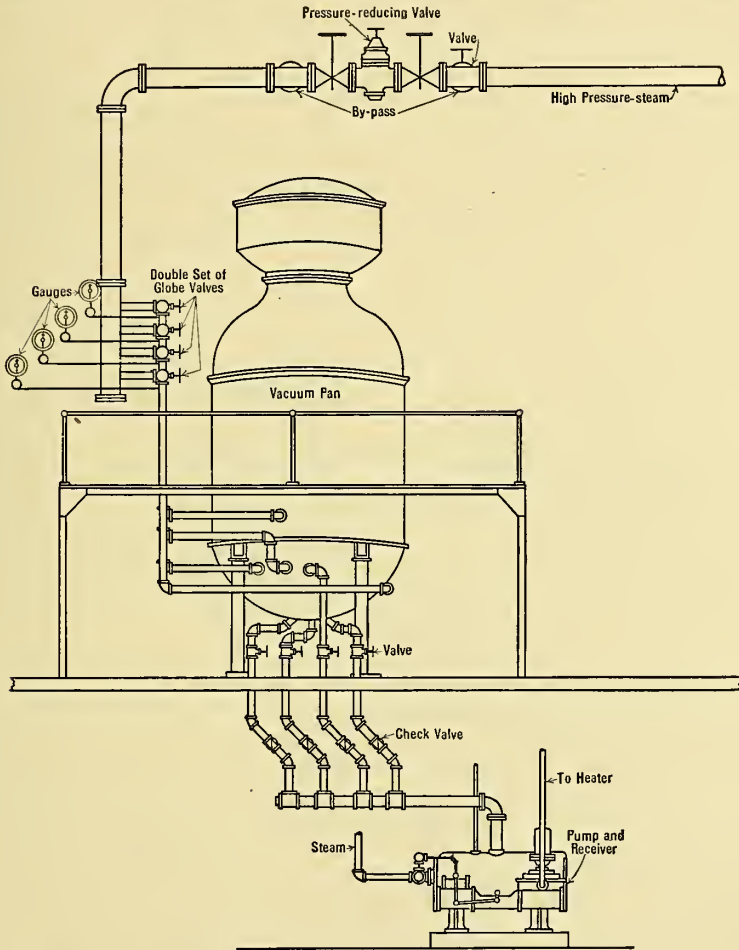 Pressure-reducing Valve
Valve
By-pass
High Pressure-steam
Double Set of
Globe Valves
Gauges
Vacuum Pan
Valve
Check Valve
To Heater
Pump and
Receiver
Steam